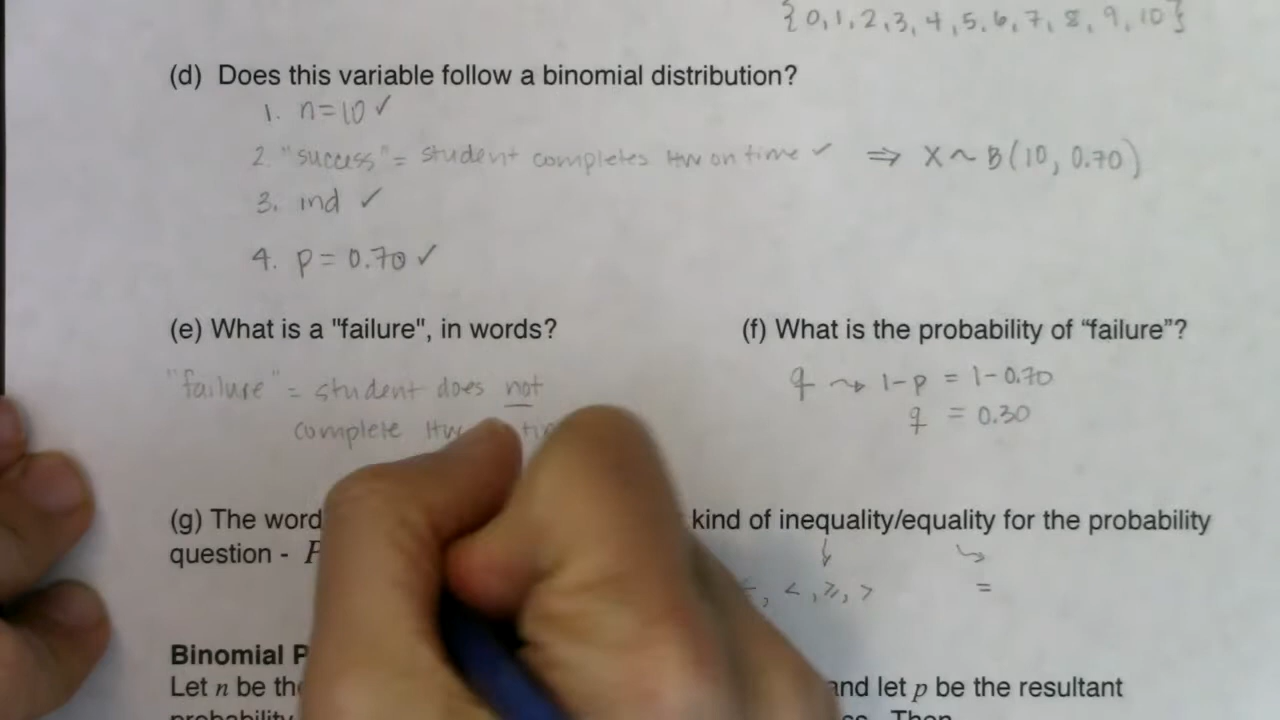 {0,1,2,3,4,5,6,7,8,9,10}
(d) Does this variable follow a binomial distribution?
1. n=10 ✓
2. "success" = student completes HW on time ✓ ⇒ X~B(10, 0.70)
3. ind ✓
4. p = 0.70 ✓
(e) What is a "failure", in words?
"failure" = student does not
complete HW
(f) What is the probability of “failure”?
q ⤳ 1-p = 1-0.70
q = 0.30
(g) The word kind of inequality/equality for the probability
question - P
, <, ≥, > =
Binomial P
Let n be the and let p be the resultant
probability Then